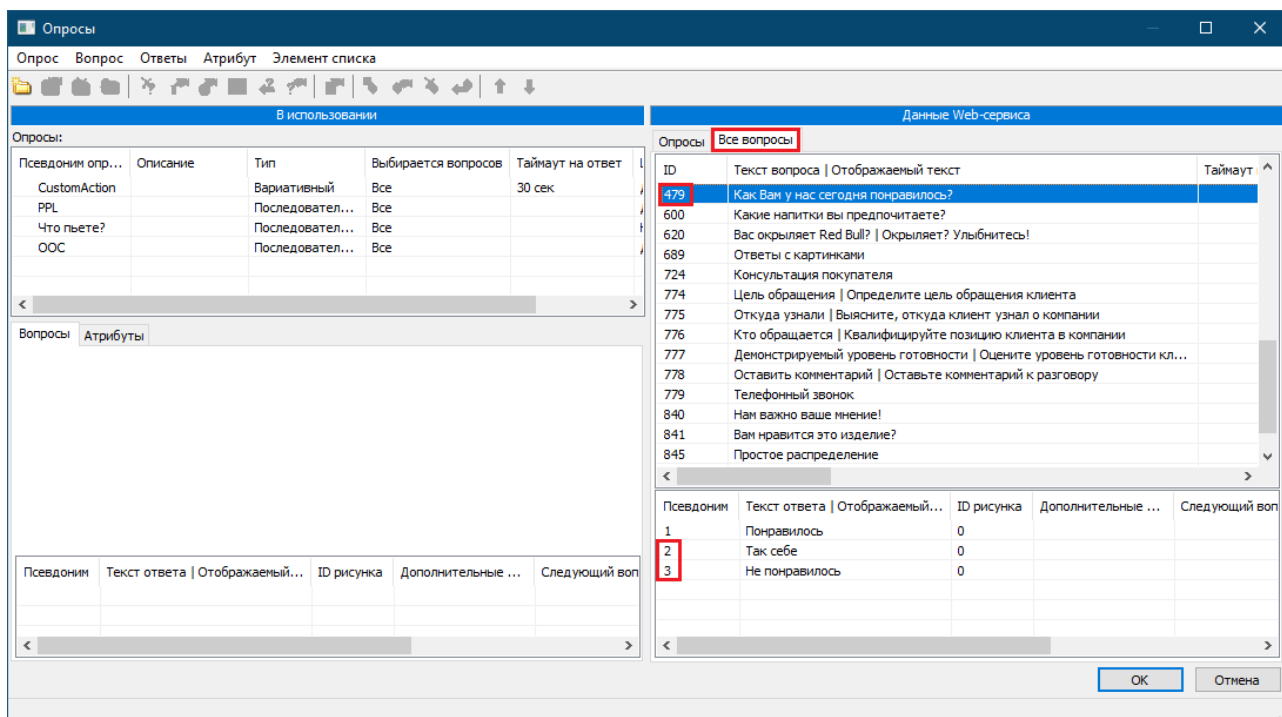 Опросы
Опрос Вопрос Ответы Атрибут Элемент списка
В использовании
Опросы:
Псевдоним опр... Описание Тип Выбирается вопросов Таймаут на ответ
CustomAction Вариативный Все 30 сек
PPL Последовател... Все
Что пьете? Последовател... Все
ООС Последовател... Все
Вопросы Атрибуты
Псевдоним Текст ответа | Отображаемый... ID рисунка Дополнительные ... Следующий воп
Данные Web-сервиса
Опросы Все вопросы
ID Текст вопроса | Отображаемый текст Таймаут
479 Как Вам у нас сегодня понравилось?
600 Какие напитки вы предпочитаете?
620 Вас окрыляет Red Bull? | Окрыляет? Улыбнитесь!
689 Ответы с картинками
724 Консультация покупателя
774 Цель обращения | Определите цель обращения клиента
775 Откуда узнали | Выясните, откуда клиент узнал о компании
776 Кто обращается | Квалифицируйте позицию клиента в компании
777 Демонстрируемый уровень готовности | Оцените уровень готовности кл...
778 Оставить комментарий | Оставьте комментарий к разговору
779 Телефонный звонок
840 Нам важно ваше мнение!
841 Вам нравится это изделие?
845 Простое распределение
Псевдоним Текст ответа | Отображаемый... ID рисунка Дополнительные ... Следующий воп
1 Понравилось 0
2 Так себе 0
3 Не понравилось 0
OK Отмена